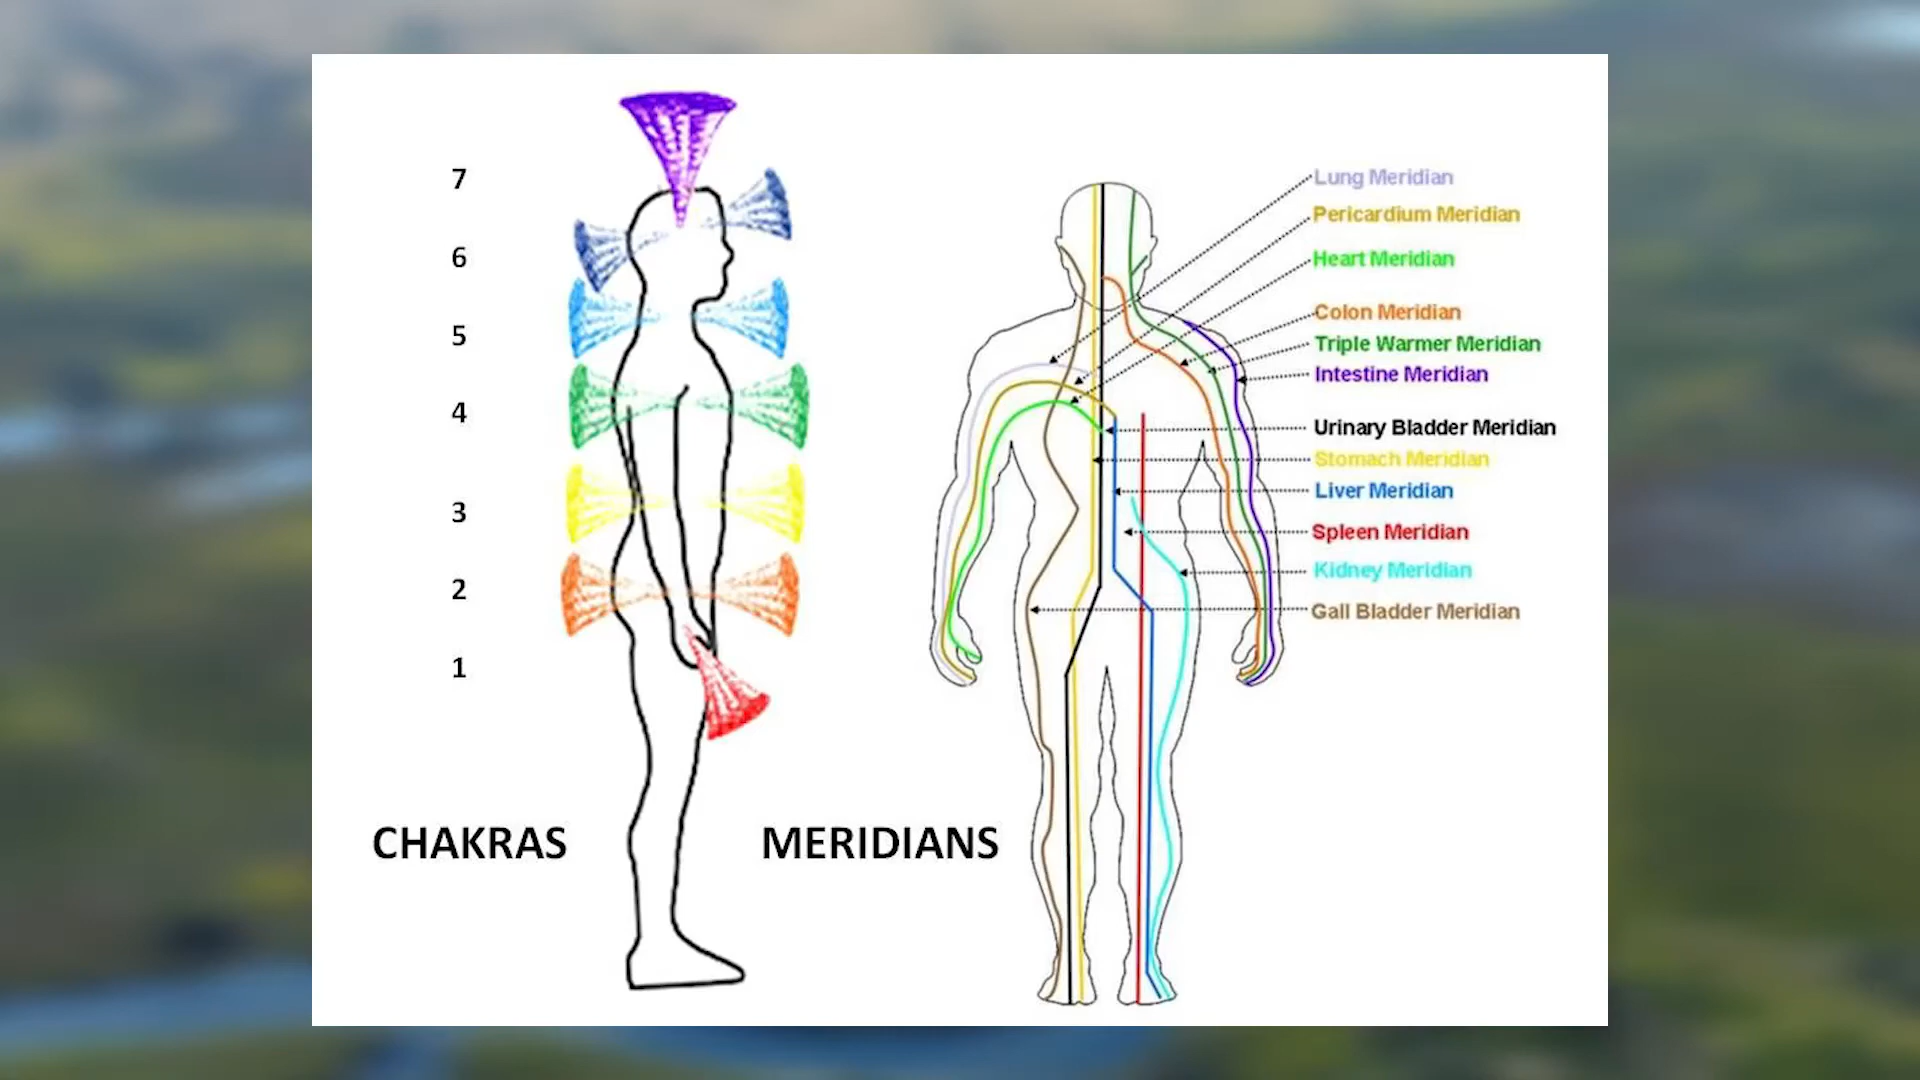 7
6
5
4
3
2
1
CHAKRAS
MERIDIANS
Lung Meridian
Pericardium Meridian
Heart Meridian
Colon Meridian
Triple Warmer Meridian
Intestine Meridian
Urinary Bladder Meridian
Stomach Meridian
Liver Meridian
Spleen Meridian
Kidney Meridian
Gall Bladder Meridian